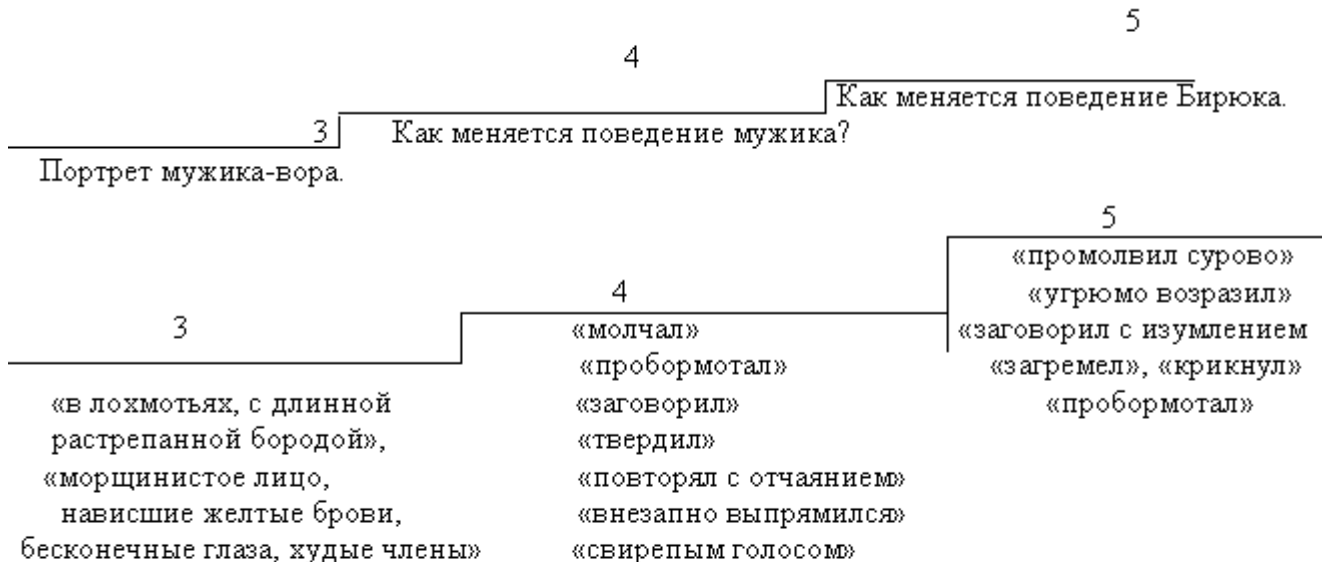 5
4
Как меняется поведение Бирюка.
3
Как меняется поведение мужика?
Портрет мужика-вора.
5
«промолвил сурово»
«угрюмо возразил»
«заговорил с изумлением
«загремел», «крикнул»
«пробормотал»
4
«молчал»
«пробормотал»
«заговорил»
«твердил»
«повторял с отчаянием»
«внезапно выпрямился»
«свирепым голосом»
3
«в лохмотьях, с длинной
растрепанной бородой»,
«морщинистое лицо,
нависшие желтые брови,
бесконечные глаза, худые члены»